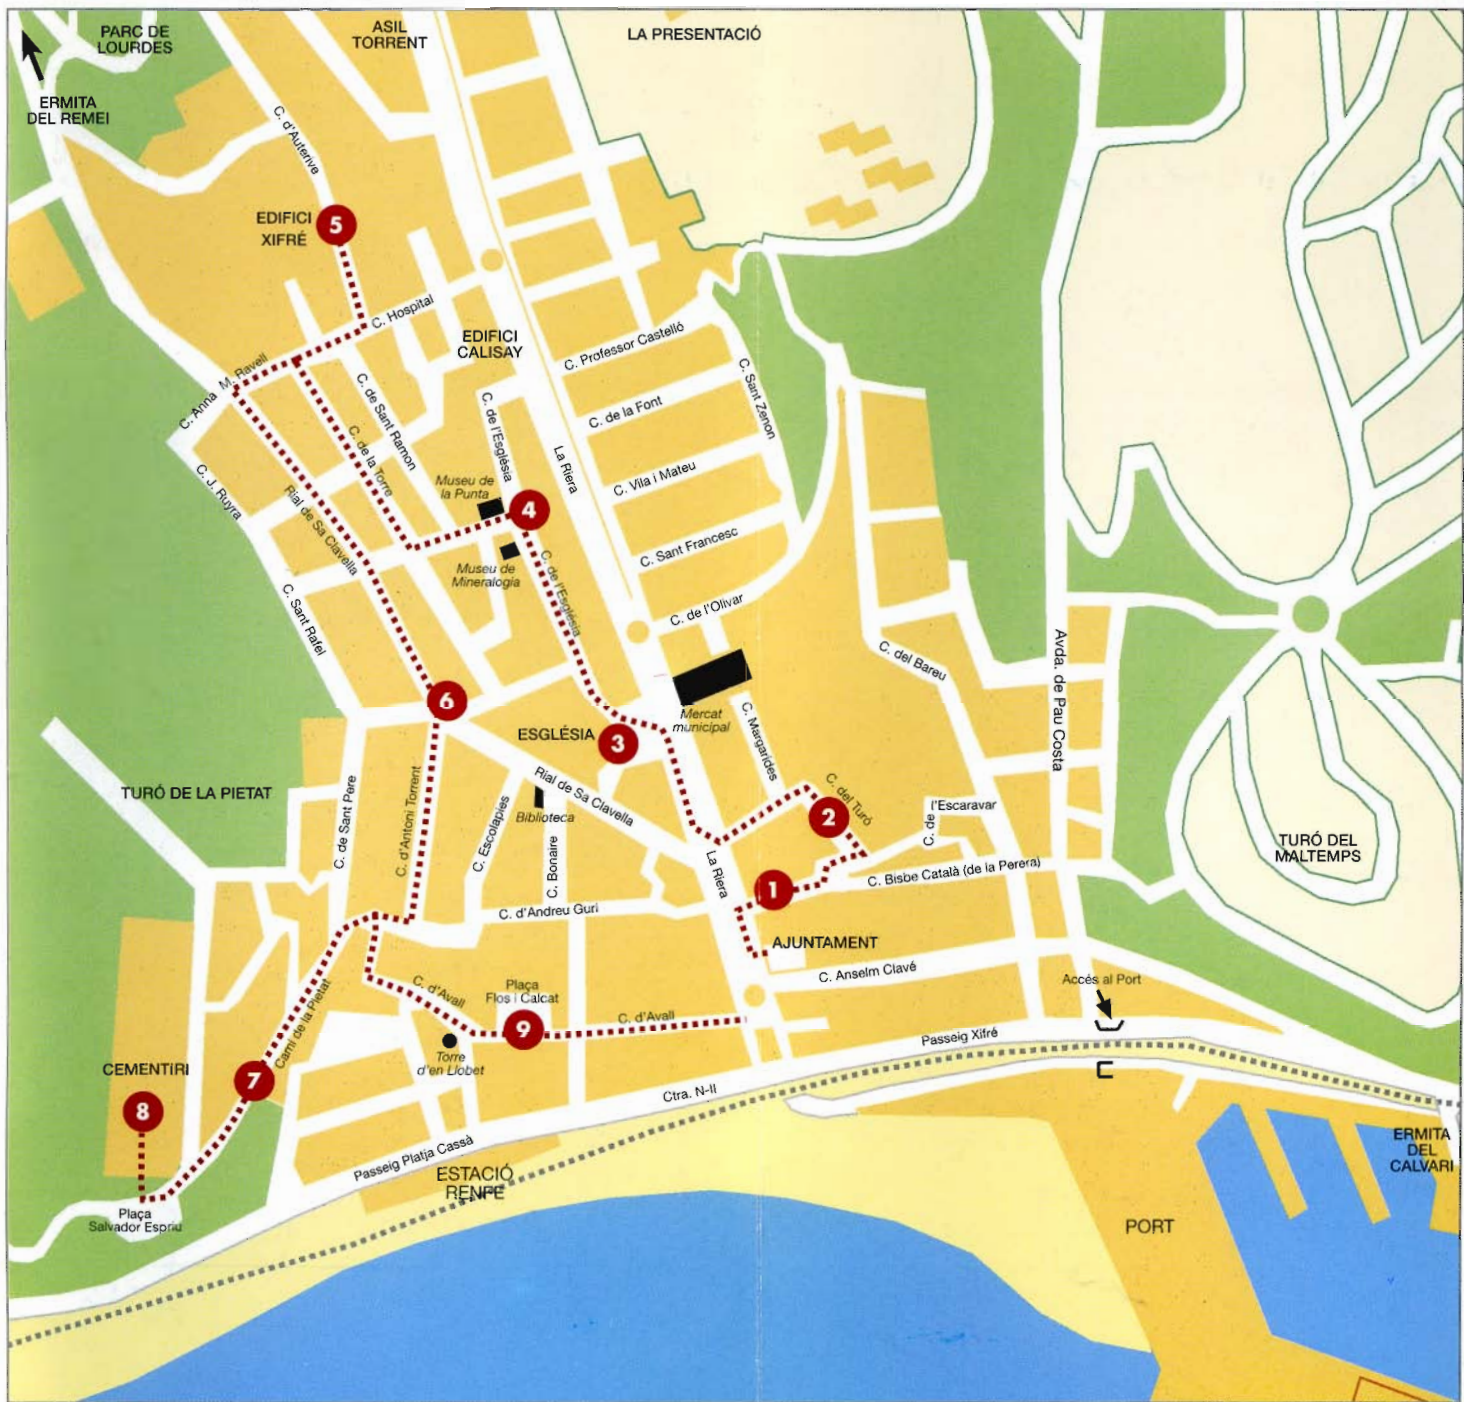 PARC DE
LOURDES
ASIL
TORRENT
LA PRESENTACIÓ
ERMITA
DEL REMEI
C. d'Auterive
EDIFICI
XIFRÉ
5
C. Hospital
EDIFICI
CALISAY
C. Professor Castelló
C. Anna M. Ravell
C. de Sant Ramon
C. de l'Església
C. de la Font
C. Sant Zenon
C. de la Torre
La Riera
C. J. Ruyra
Rial de Sa Clavella
Museu de
la Punta
4
C. Vila i Mateu
C. Sant Francesc
Museu de
Mineralogia
C. de l'Església
C. Sant Rafel
C. de l'Olivar
C. del Bareu
Avda. de Pau Costa
6
Mercat
municipal
C. Margarides
ESGLÉSIA
3
TURÓ DE LA PIETAT
C. de Sant Pere
C. d'Antoni Torrent
Rial de Sa Clavella
Biblioteca
C. Escolapies
C. Bonaire
C. del Turó
2
C. de
l'Escaravar
TURÓ DEL
MALTEMPS
La Riera
1
C. Bisbe Català (de la Perera)
C. d'Andreu Guri
AJUNTAMENT
C. Anselm Clavé
Accés al Port
C. d'Avall
Plaça
Flos i Calcat
9
C. d'Avall
Camí de la Pietat
Torre
d'en Llobet
Passeig Xifré
CEMENTIRI
7
8
Ctra. N-II
Passeig Platja Cassà
ESTACIÓ
RENFE
ERMITA
DEL
CALVARI
Plaça
Salvador Espriu
PORT